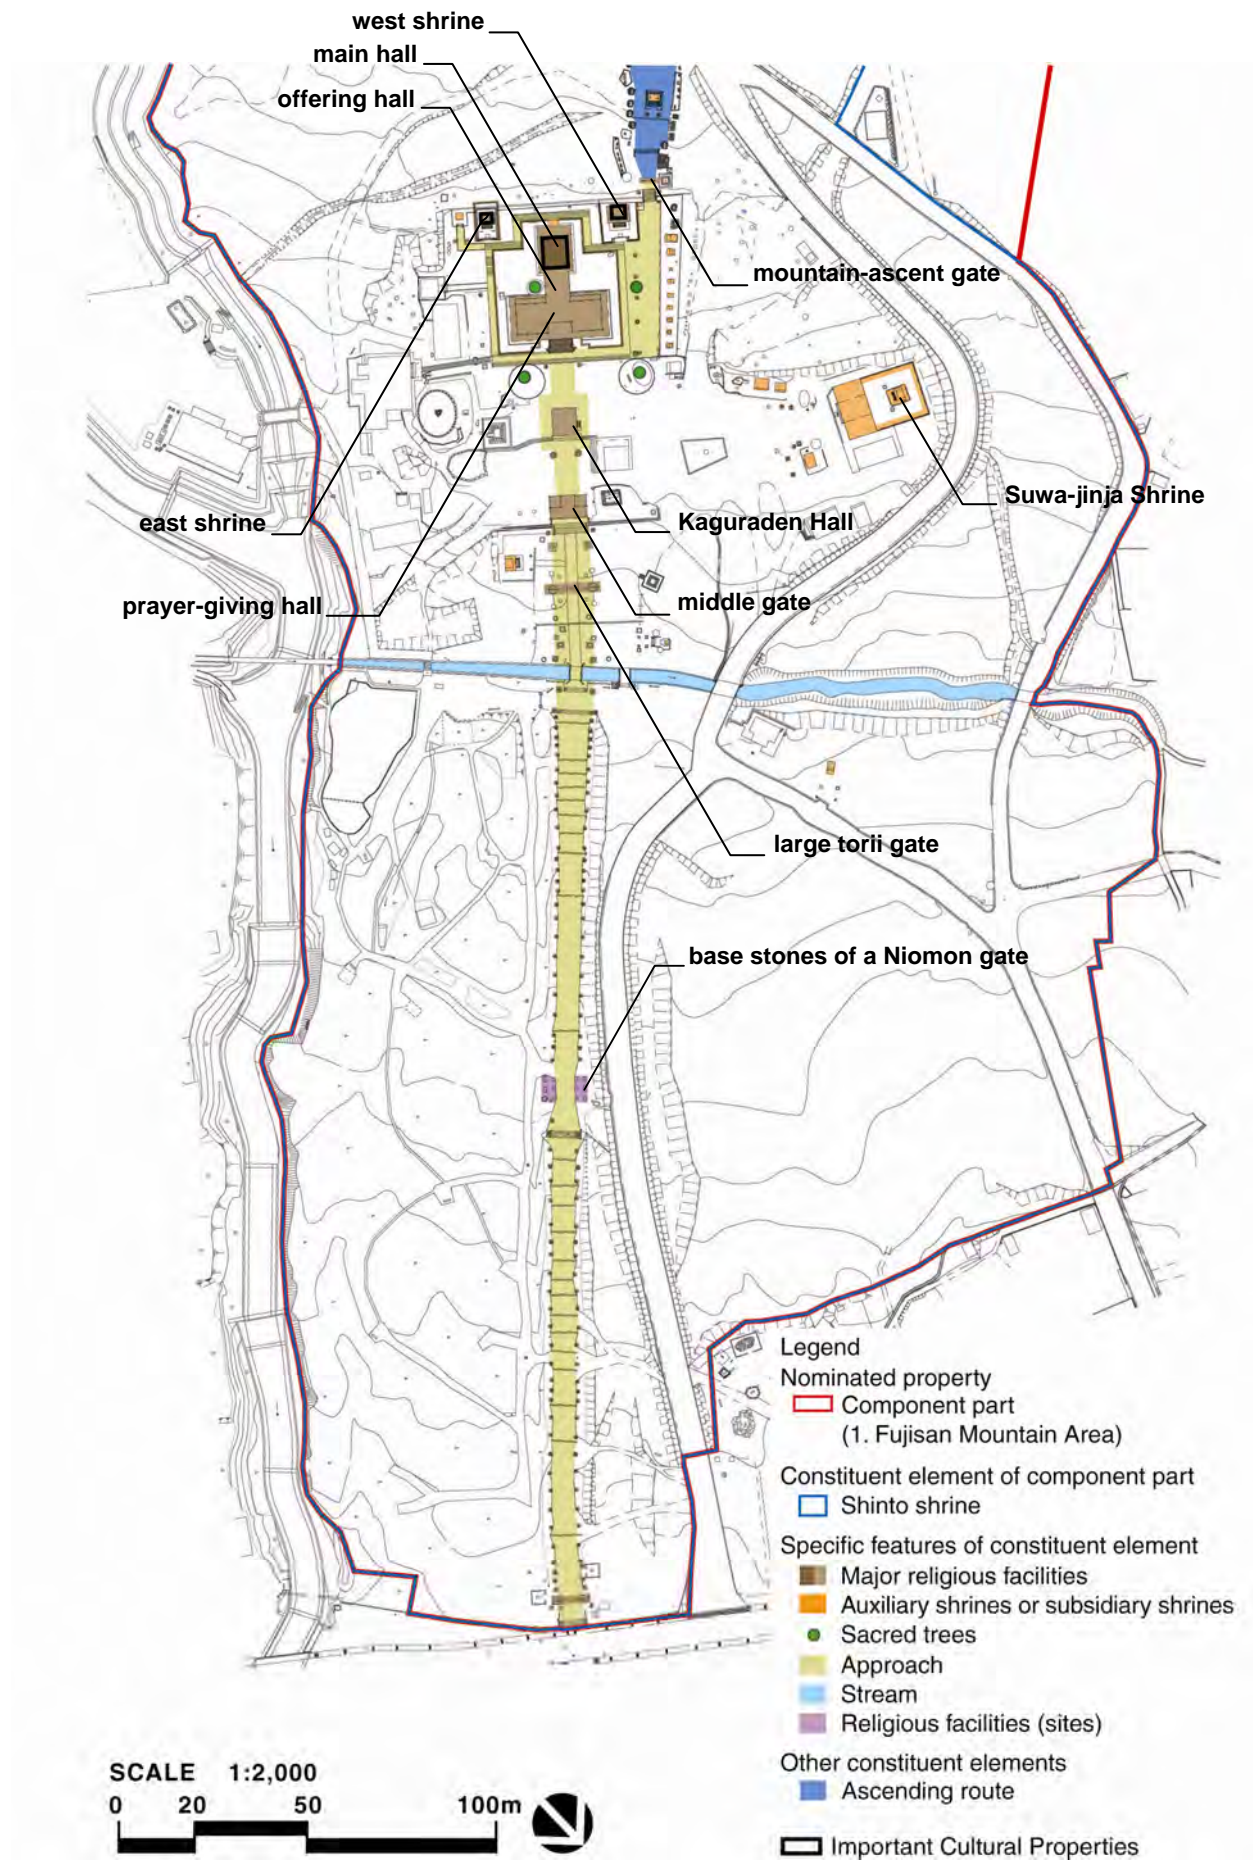 west shrine
main hall
offering hall
mountain-ascent gate
Suwa-jinja Shrine
east shrine
Kaguraden Hall
prayer-giving hall
middle gate
large torii gate
base stones of a Niomon gate
Legend
Nominated property
Component part
(1. Fujisan Mountain Area)
Constituent element of component part
Shinto shrine
Specific features of constituent element
Major religious facilities
Auxiliary shrines or subsidiary shrines
Sacred trees
Approach
Stream
Religious facilities (sites)
Other constituent elements
Ascending route
Important Cultural Properties
SCALE 1:2,000
0 20 50 100m